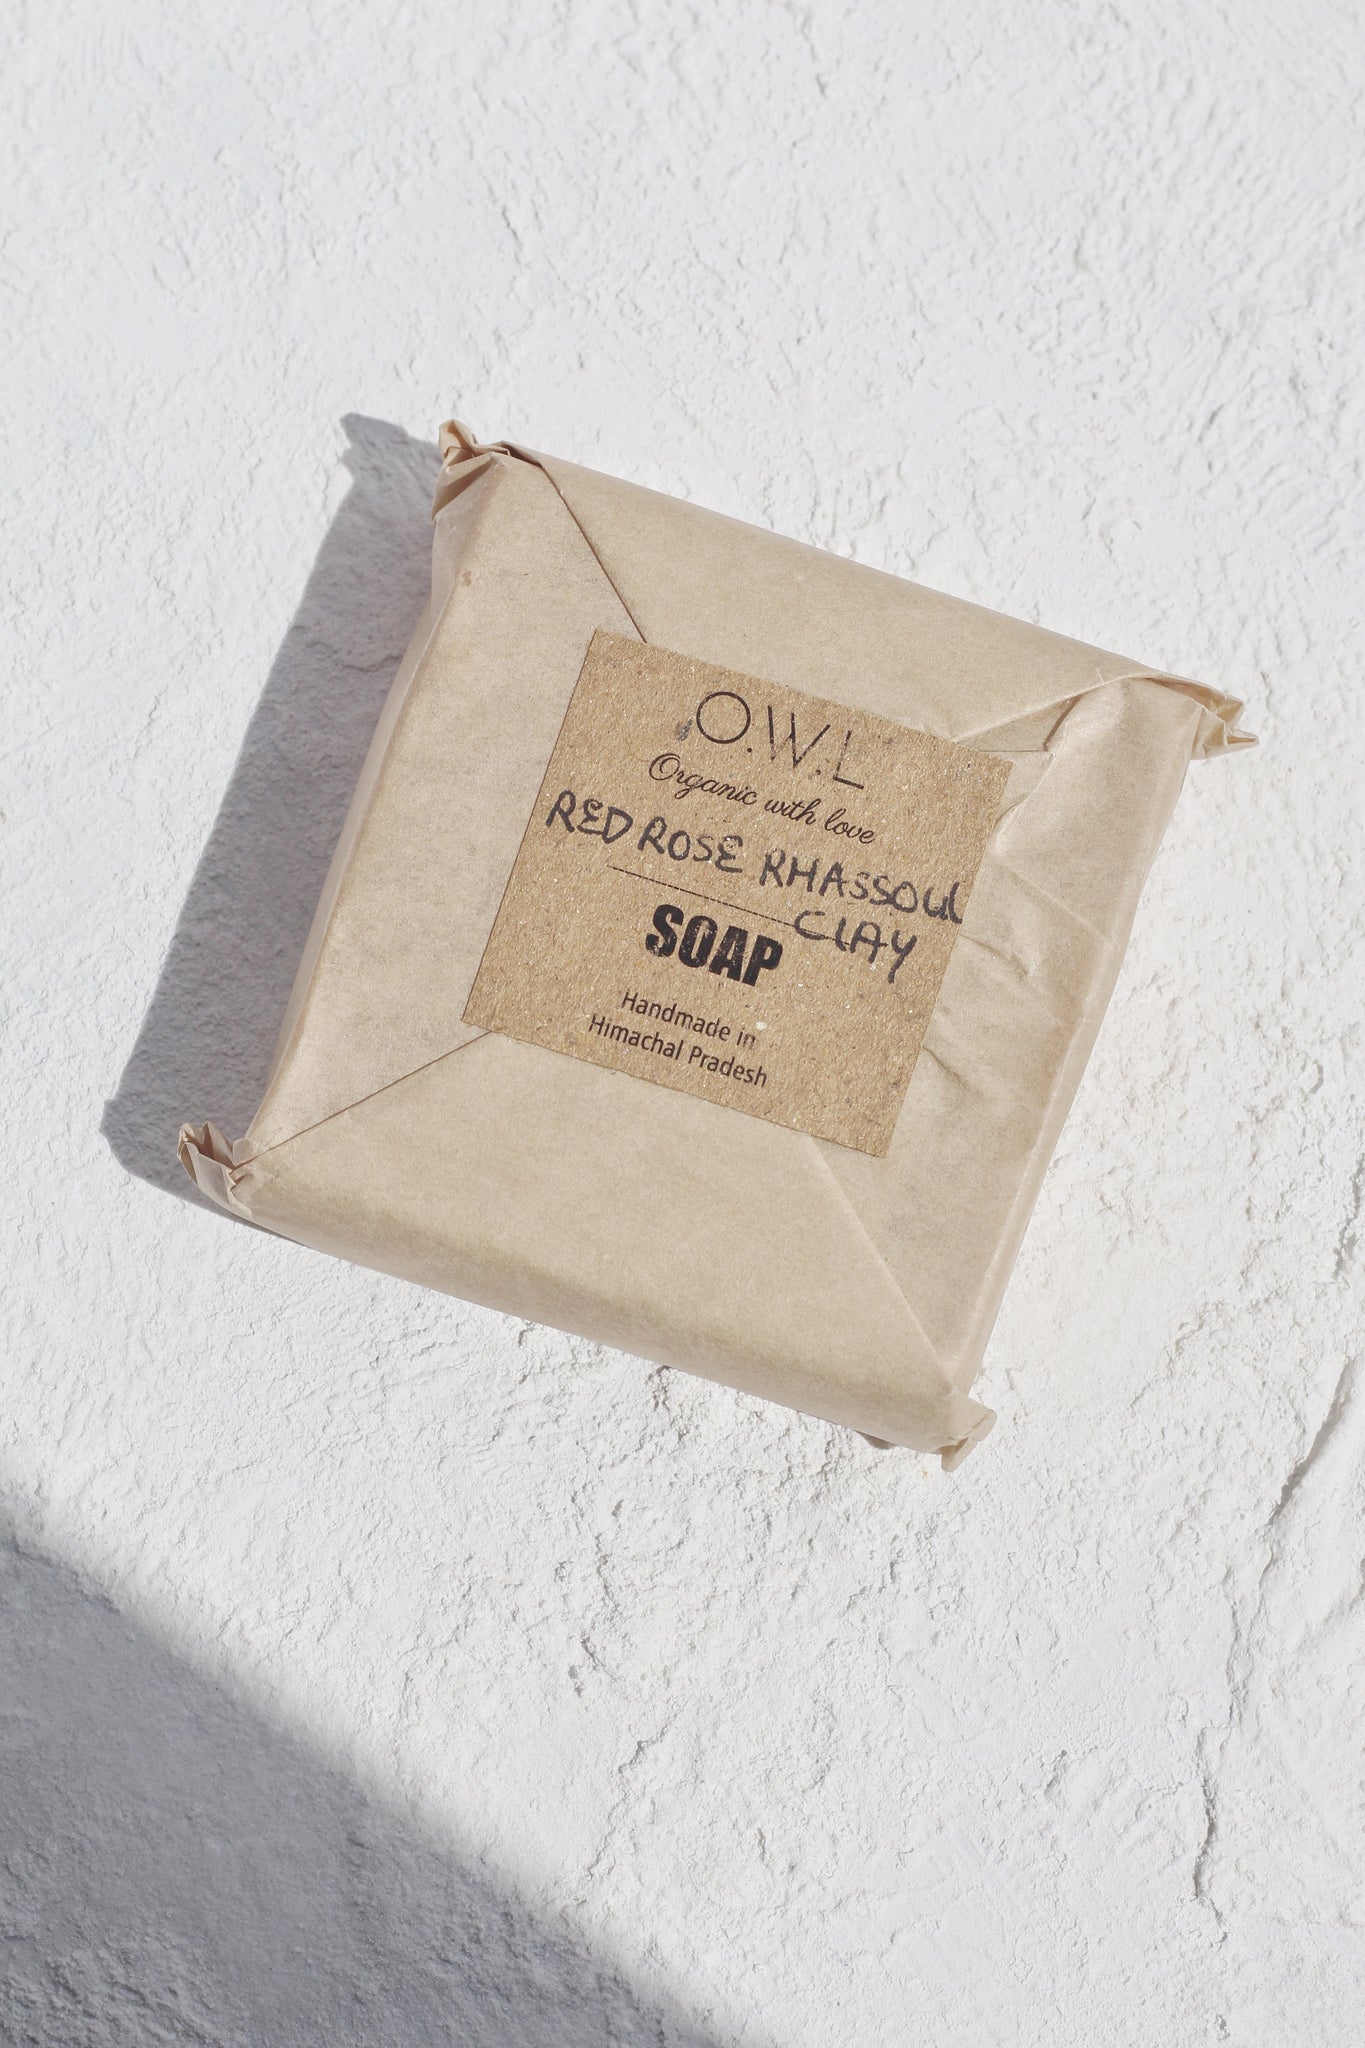 O.W.L
Organic with love
RED ROSE RHASSOUL
CLAY
SOAP
Handmade in
Himachal Pradesh